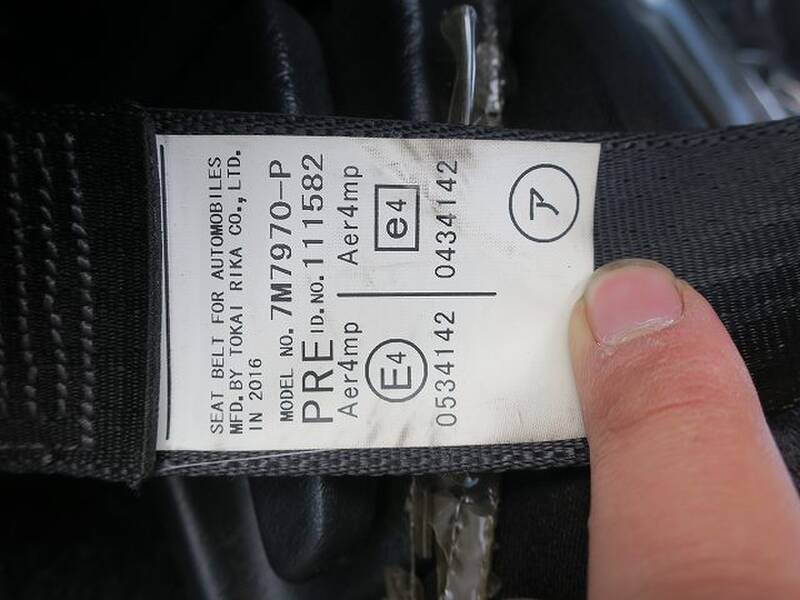 SEAT BELT FOR AUTOMOBILES
MFD.BY TOKAI RIKA CO.,LTD.
IN 2016
MODEL NO. 7M7970-P
PRE ID.NO. 111582
Aer4mp
E4
0534142
Aer4mp
e4
0434142
ア